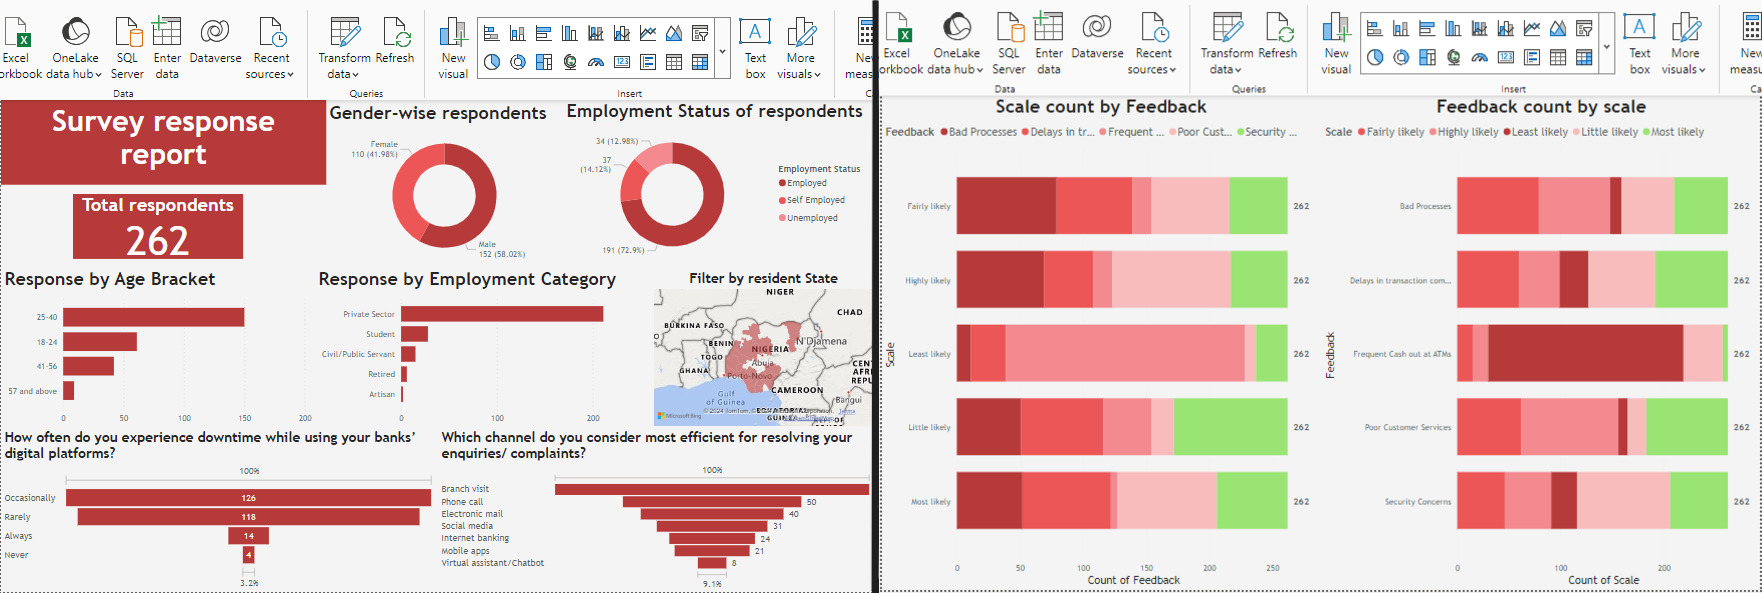 Excel
orkbook
OneLake
data hub
SQL
Server
Enter
data
Dataverse
Recent
sources
Transform
data
Refresh
New
visual
Text
box
More
visuals
New
meas
Data
Queries
Insert
C
Survey response
report
Total respondents
262
Gender-wise respondents
Female
110 (41.98%)
Male
152 (58.02%)
Employment Status of respondents
34 (12.98%)
37
(14.12%)
191 (72.9%)
Employment Status
Employed
Self Employed
Unemployed
Response by Age Bracket
25-40
18-24
41-56
57 and above
0 50 100 150 200
Response by Employment Category
Private Sector
Student
Civil/Public Servant
Retired
Artisan
0 100 200
Filter by resident State
NIGER
CHAD
BURKINA FASO
BENIN
NIGERIA
N'Djamena
TOGO
Abuja
GHANA
Porto-Novo
CEN
AFRI
REPU
CAMEROON
Gulf
of Guinea
Bangui
Microsoft Bing
Terms
How often do you experience downtime while using your banks’
digital platforms?
100%
Occasionally 126
Rarely 118
Always 14
Never 4
3.2%
Which channel do you consider most efficient for resolving your
enquiries/ complaints?
100%
Branch visit
Phone call 50
Electronic mail 40
Social media 31
Internet banking 24
Mobile apps 21
Virtual assistant/Chatbot 8
9.1%
Excel
orkbook
OneLake
data hub
SQL
Server
Enter
data
Dataverse
Recent
sources
Transform
data
Refresh
New
visual
Text
box
More
visuals
New
measu
Data
Queries
Insert
Ca
Scale count by Feedback
Feedback Bad Processes Delays in tr... Frequent ... Poor Cust... Security ...
Scale
Fairly likely 262
Highly likely 262
Least likely 262
Little likely 262
Most likely 262
0 50 100 150 200 250
Count of Feedback
Feedback count by scale
Scale Fairly likely Highly likely Least likely Little likely Most likely
Feedback
Bad Processes 262
Delays in transaction com... 262
Frequent Cash out at ATMs 262
Poor Customer Services 262
Security Concerns 262
0 100 200
Count of Scale